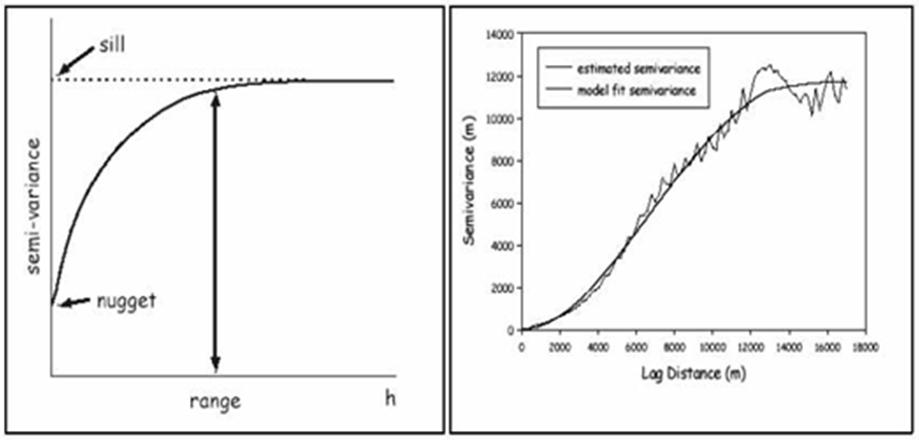 sill
semi-variance
nugget
range
h
14000
12000
10000
8000
6000
4000
2000
0
Semivariance (m)
estimated semivariance
model fit semivariance
0 2000 4000 6000 8000 10000 12000 14000 16000 18000
Lag Distance (m)